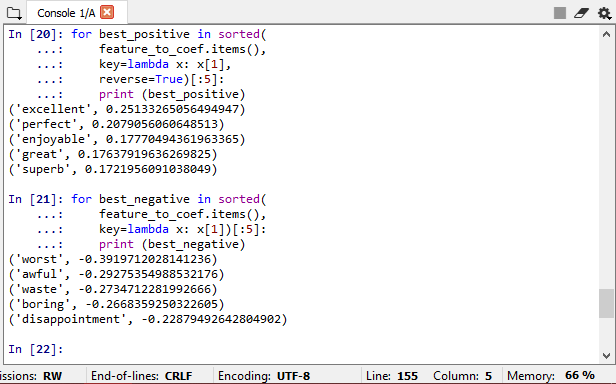 Console 1/A
In [20]: for best_positive in sorted(
    ...:     feature_to_coef.items(),
    ...:     key=lambda x: x[1],
    ...:     reverse=True)[:5]:
    ...:     print (best_positive)
('excellent', 0.25133265056494947)
('perfect', 0.2079056060648513)
('enjoyable', 0.17770494361963365)
('great', 0.17637919636269825)
('superb', 0.1721956091038049)
In [21]: for best_negative in sorted(
    ...:     feature_to_coef.items(),
    ...:     key=lambda x: x[1])[:5]:
    ...:     print (best_negative)
('worst', -0.3919712028141236)
('awful', -0.29275354988532176)
('waste', -0.2734712281992666)
('boring', -0.2668359250322605)
('disappointment', -0.22879492642804902)
In [22]:
issions: RW End-of-lines: CRLF Encoding: UTF-8 Line: 155 Column: 5 Memory: 66 %